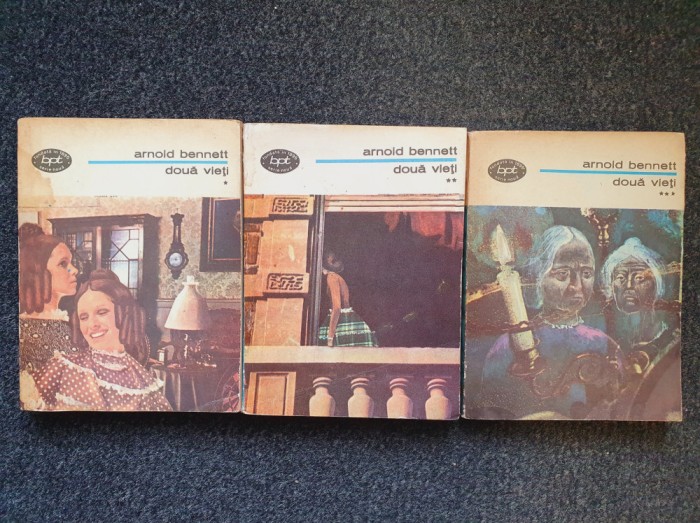 bpt
arnold bennett
două vieți
*
bpt
arnold bennett
două vieți
**
bpt
arnold bennett
două vieți
***